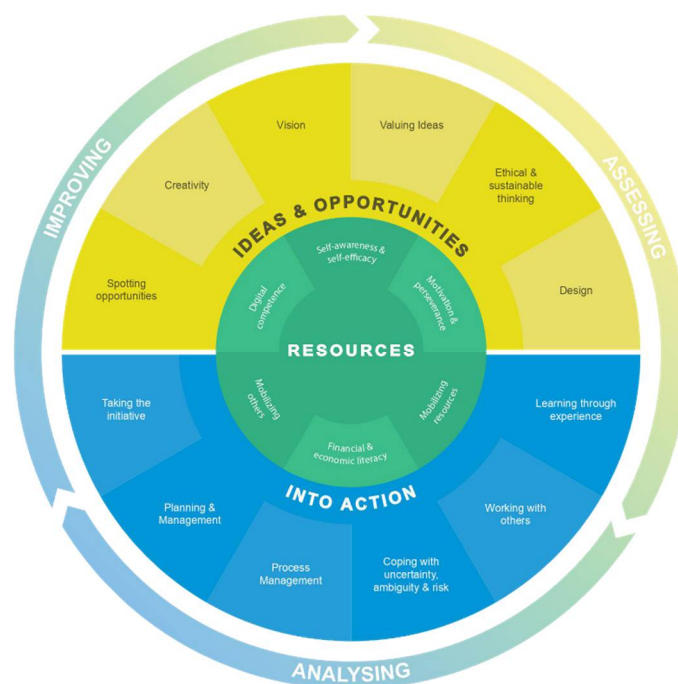 IMPROVING
ASSESSING
ANALYSING
Vision
Valuing Ideas
Creativity
Ethical &
sustainable
thinking
Spotting
opportunities
Design
IDEAS & OPPORTUNITIES
Self-awareness &
self-efficacy
Digital
competence
Motivation &
perseverance
RESOURCES
Mobilizing
others
Mobilizing
resources
Financial &
economic literacy
INTO ACTION
Taking the
initiative
Learning through
experience
Planning &
Management
Working with
others
Process
Management
Coping with
uncertainty,
ambiguity & risk